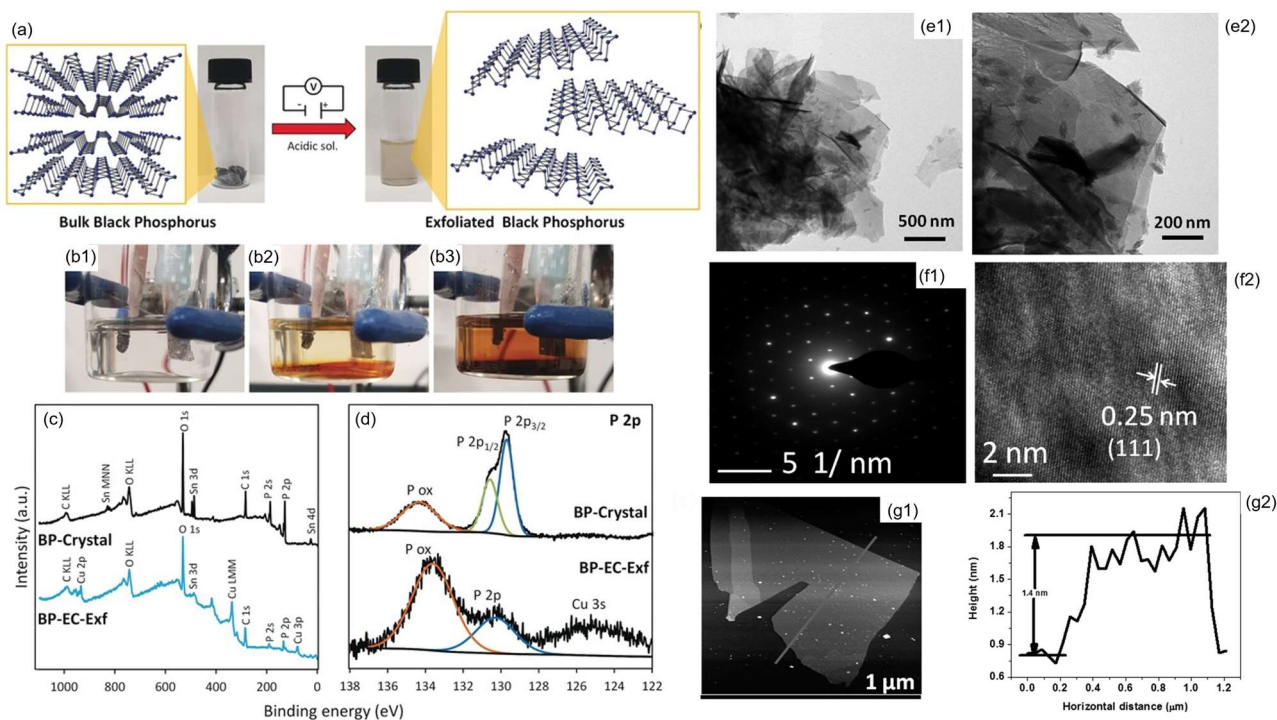 (a)
V
- +
Acidic sol.
Bulk Black Phosphorus
Exfoliated Black Phosphorus
(b1)
(b2)
(b3)
(c)
C KLL
Sn MNN
O KLL
O 1s
Sn 3d
C 1s
P 2s
P 2p
Sn 4d
BP-Crystal
C KLL
Cu 2p
O KLL
O 1s
Sn 3d
Cu LMM
C 1s
P 2s
P 2p
Cu 3p
BP-EC-Exf
Intensity (a.u.)
1000 800 600 400 200 0
(d)
P 2p
P 2p3/2
P 2p1/2
P ox
BP-Crystal
P ox
BP-EC-Exf
P 2p
Cu 3s
138 136 134 132 130 128 126 124 122
Binding energy (eV)
(e1)
500 nm
(e2)
200 nm
(f1)
5 1/ nm
(f2)
0.25 nm
(111)
2 nm
(g1)
1 µm
(g2)
Height (nm)
2.1
1.8
1.5
1.2
0.9
0.6
1.4 nm
0.0 0.2 0.4 0.6 0.8 1.0 1.2
Horizontal distance (µm)